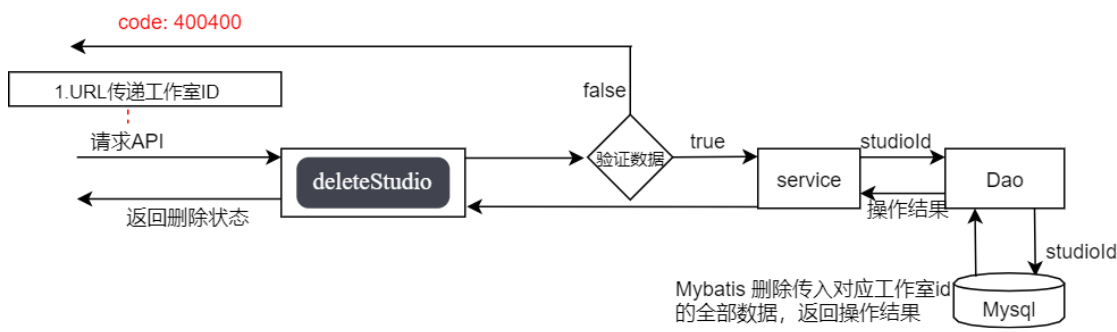 code: 400400
1.URL传递工作室ID
false
请求API
验证数据
true
studioId
deleteStudio
service
Dao
返回删除状态
操作结果
studioId
Mybatis 删除传入对应工作室id
的全部数据，返回操作结果
Mysql